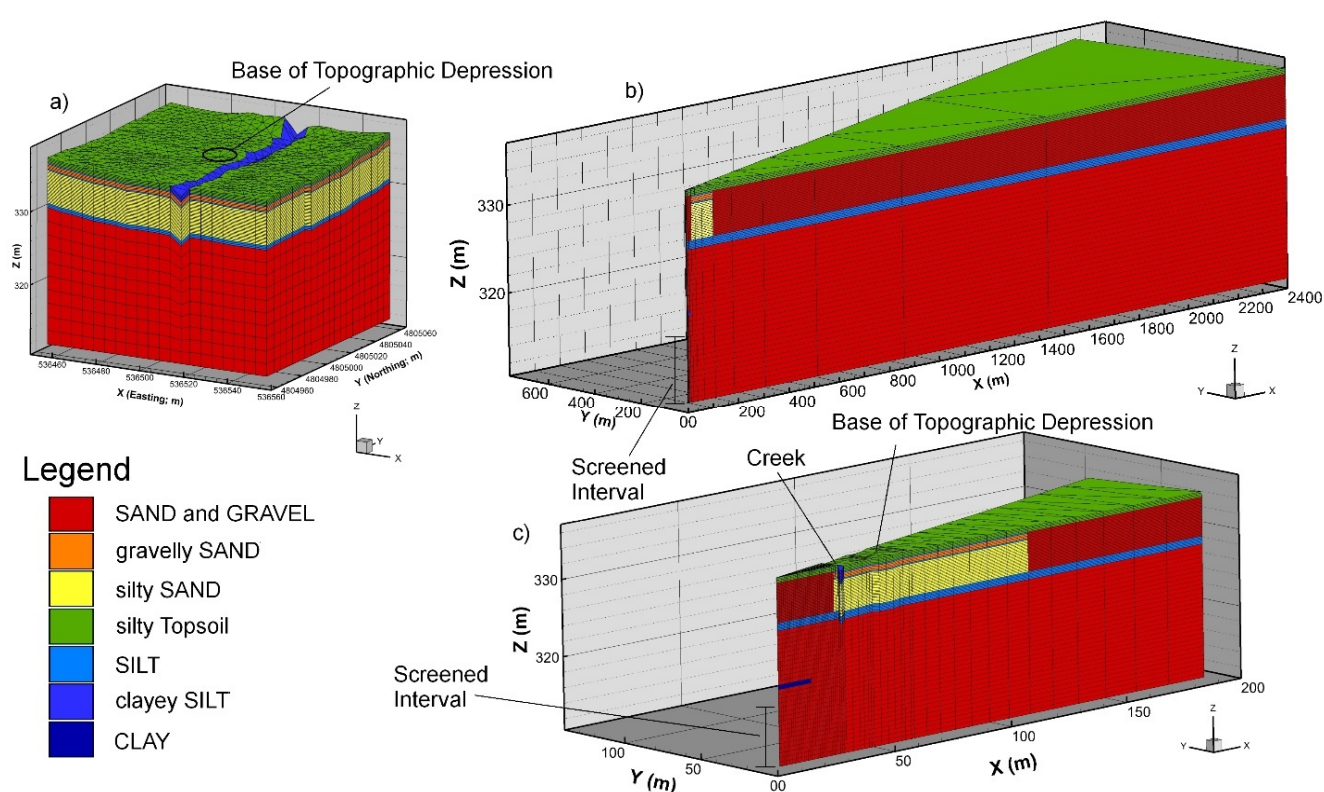 Base of Topographic Depression
a)
330
320
Z (m)
536460
536480
536500
536520
536540
536560
X (Easting; m)
4804960
4804980
4805000
4805020
4805040
4805060
Y (Northing; m)
Z
Y
X
b)
330
320
Z (m)
600
400
200
00
Y (m)
200
400
600
800
1000
1200
1400
1600
1800
2000
2200
2400
X (m)
Z
Y
X
Screened
Interval
Base of Topographic Depression
Creek
c)
330
320
Z (m)
Screened
Interval
100
50
00
Y (m)
50
100
150
200
X (m)
Z
Y
X
Legend
SAND and GRAVEL
gravelly SAND
silty SAND
silty Topsoil
SILT
clayey SILT
CLAY